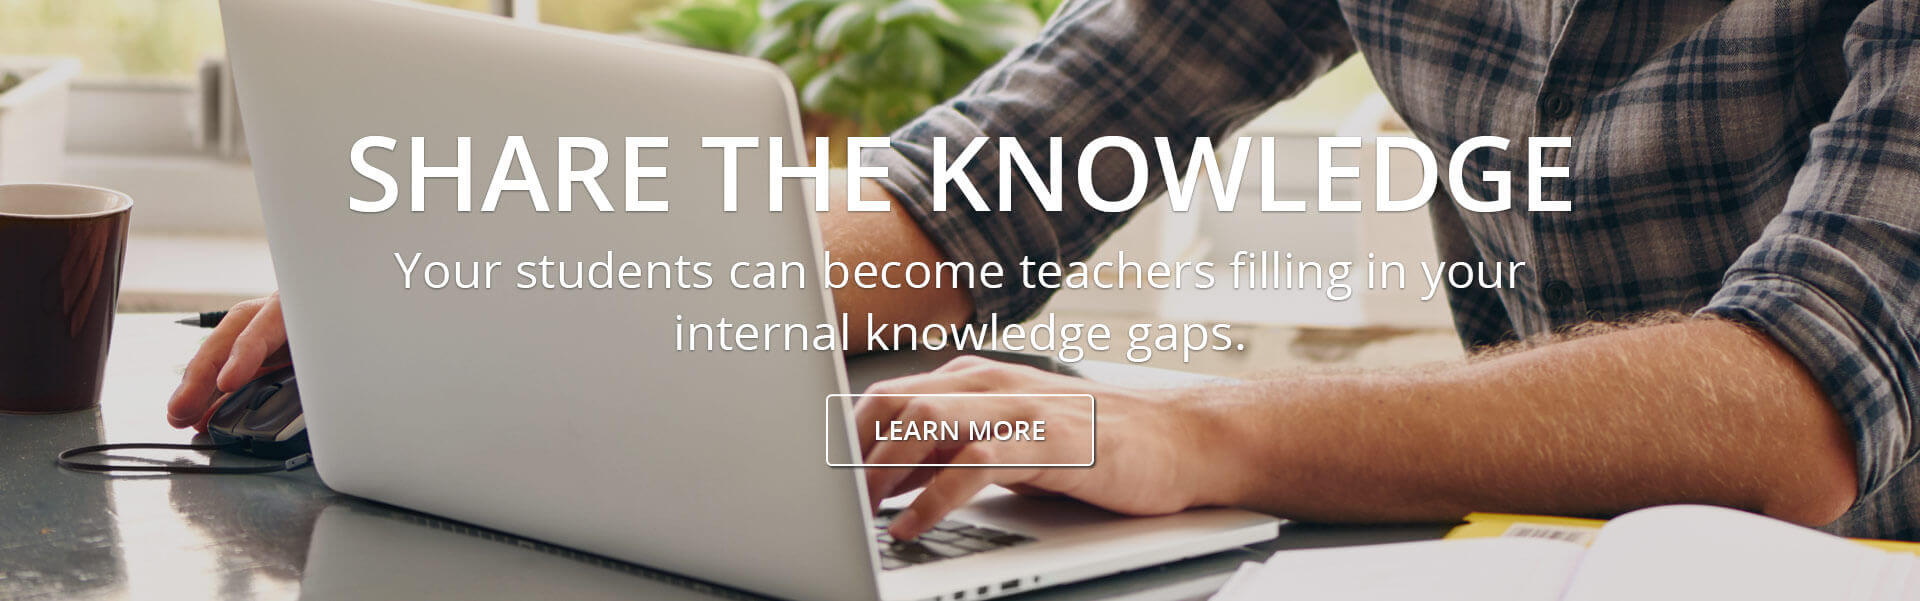 SHARE THE KNOWLEDGE
Your students can become teachers filling in your
internal knowledge gaps.
LEARN MORE